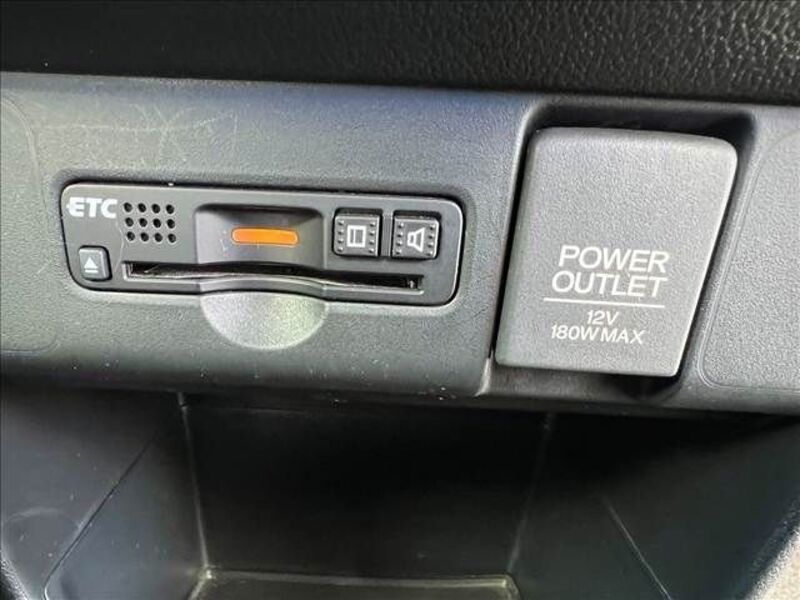 ETC
POWER
OUTLET
12V
180W MAX